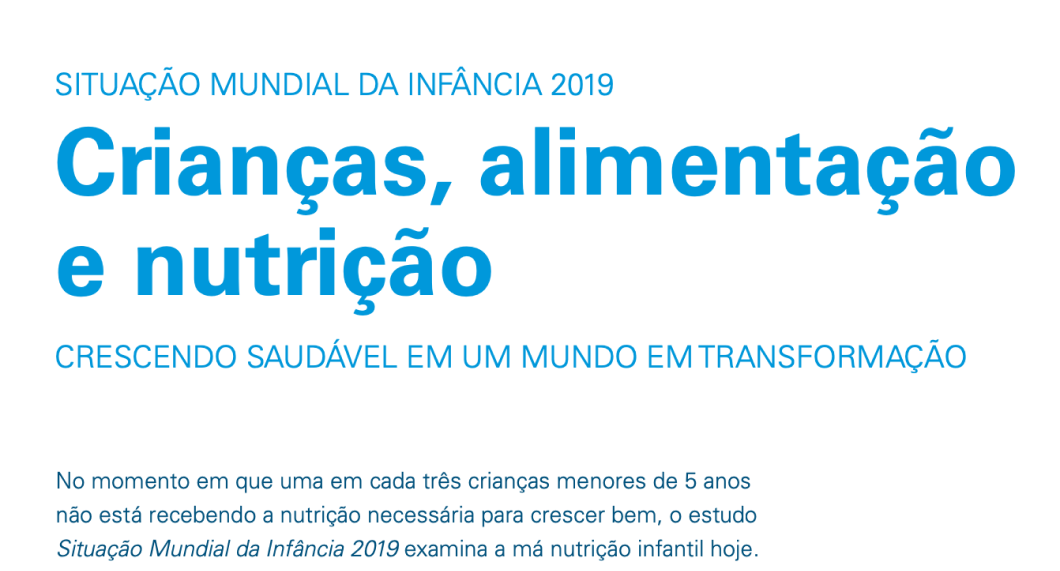 SITUAÇÃO MUNDIAL DA INFÂNCIA 2019
Crianças, alimentação
e nutrição
CRESCENDO SAUDÁVEL EM UM MUNDO EM TRANSFORMAÇÃO
No momento em que uma em cada três crianças menores de 5 anos
não está recebendo a nutrição necessária para crescer bem, o estudo
Situação Mundial da Infância 2019 examina a má nutrição infantil hoje.